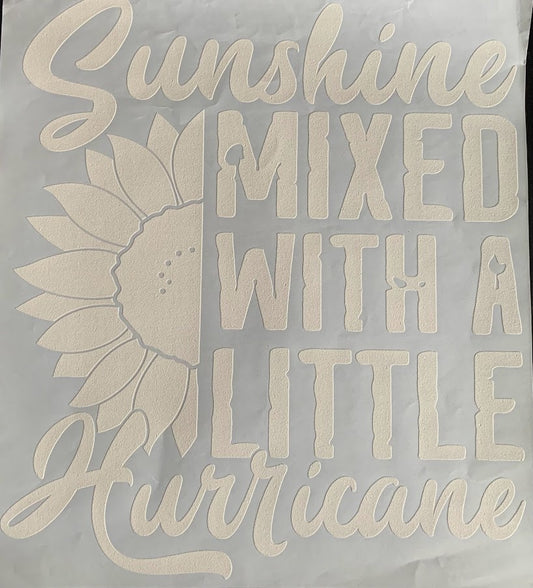 Sunshine
MIXED
WITH A
LITTLE
Hurricane